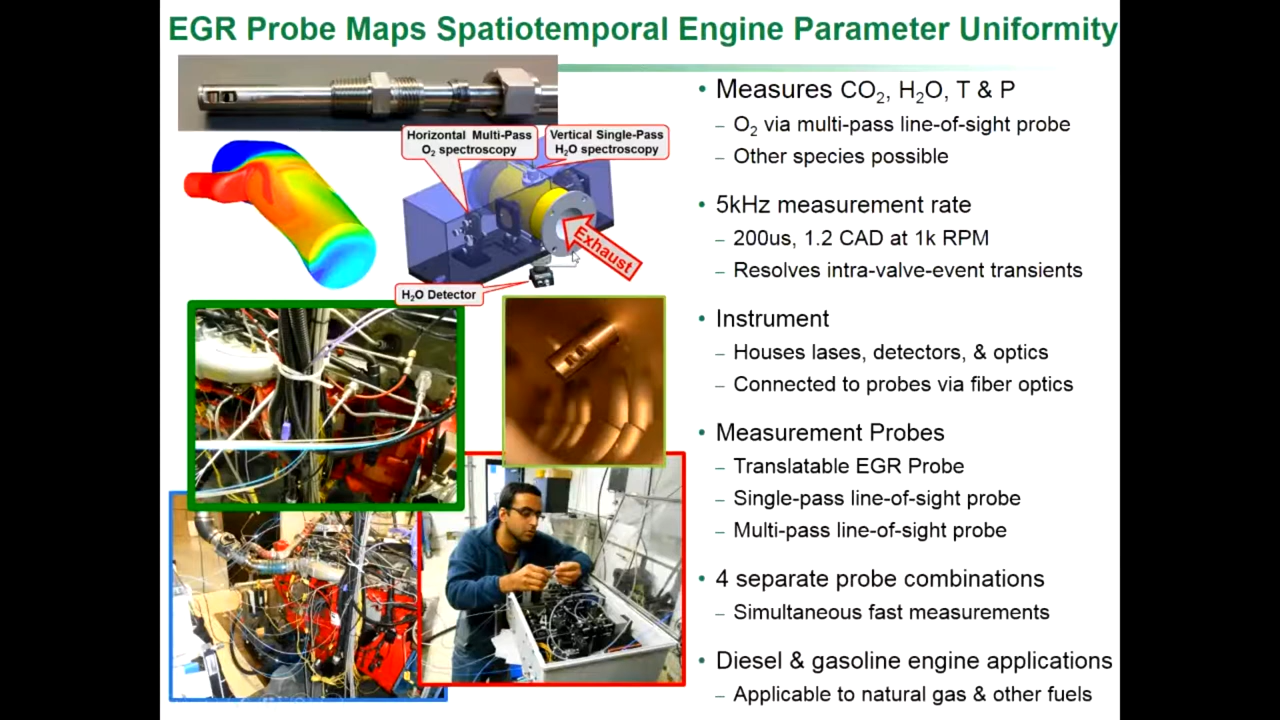 EGR Probe Maps Spatiotemporal Engine Parameter Uniformity
Horizontal Multi-Pass
O2 spectroscopy
Vertical Single-Pass
H2O spectroscopy
Exhaust
H2O Detector
• Measures CO2, H2O, T & P
– O2 via multi-pass line-of-sight probe
– Other species possible
• 5kHz measurement rate
– 200us, 1.2 CAD at 1k RPM
– Resolves intra-valve-event transients
• Instrument
– Houses lases, detectors, & optics
– Connected to probes via fiber optics
• Measurement Probes
– Translatable EGR Probe
– Single-pass line-of-sight probe
– Multi-pass line-of-sight probe
• 4 separate probe combinations
– Simultaneous fast measurements
• Diesel & gasoline engine applications
– Applicable to natural gas & other fuels